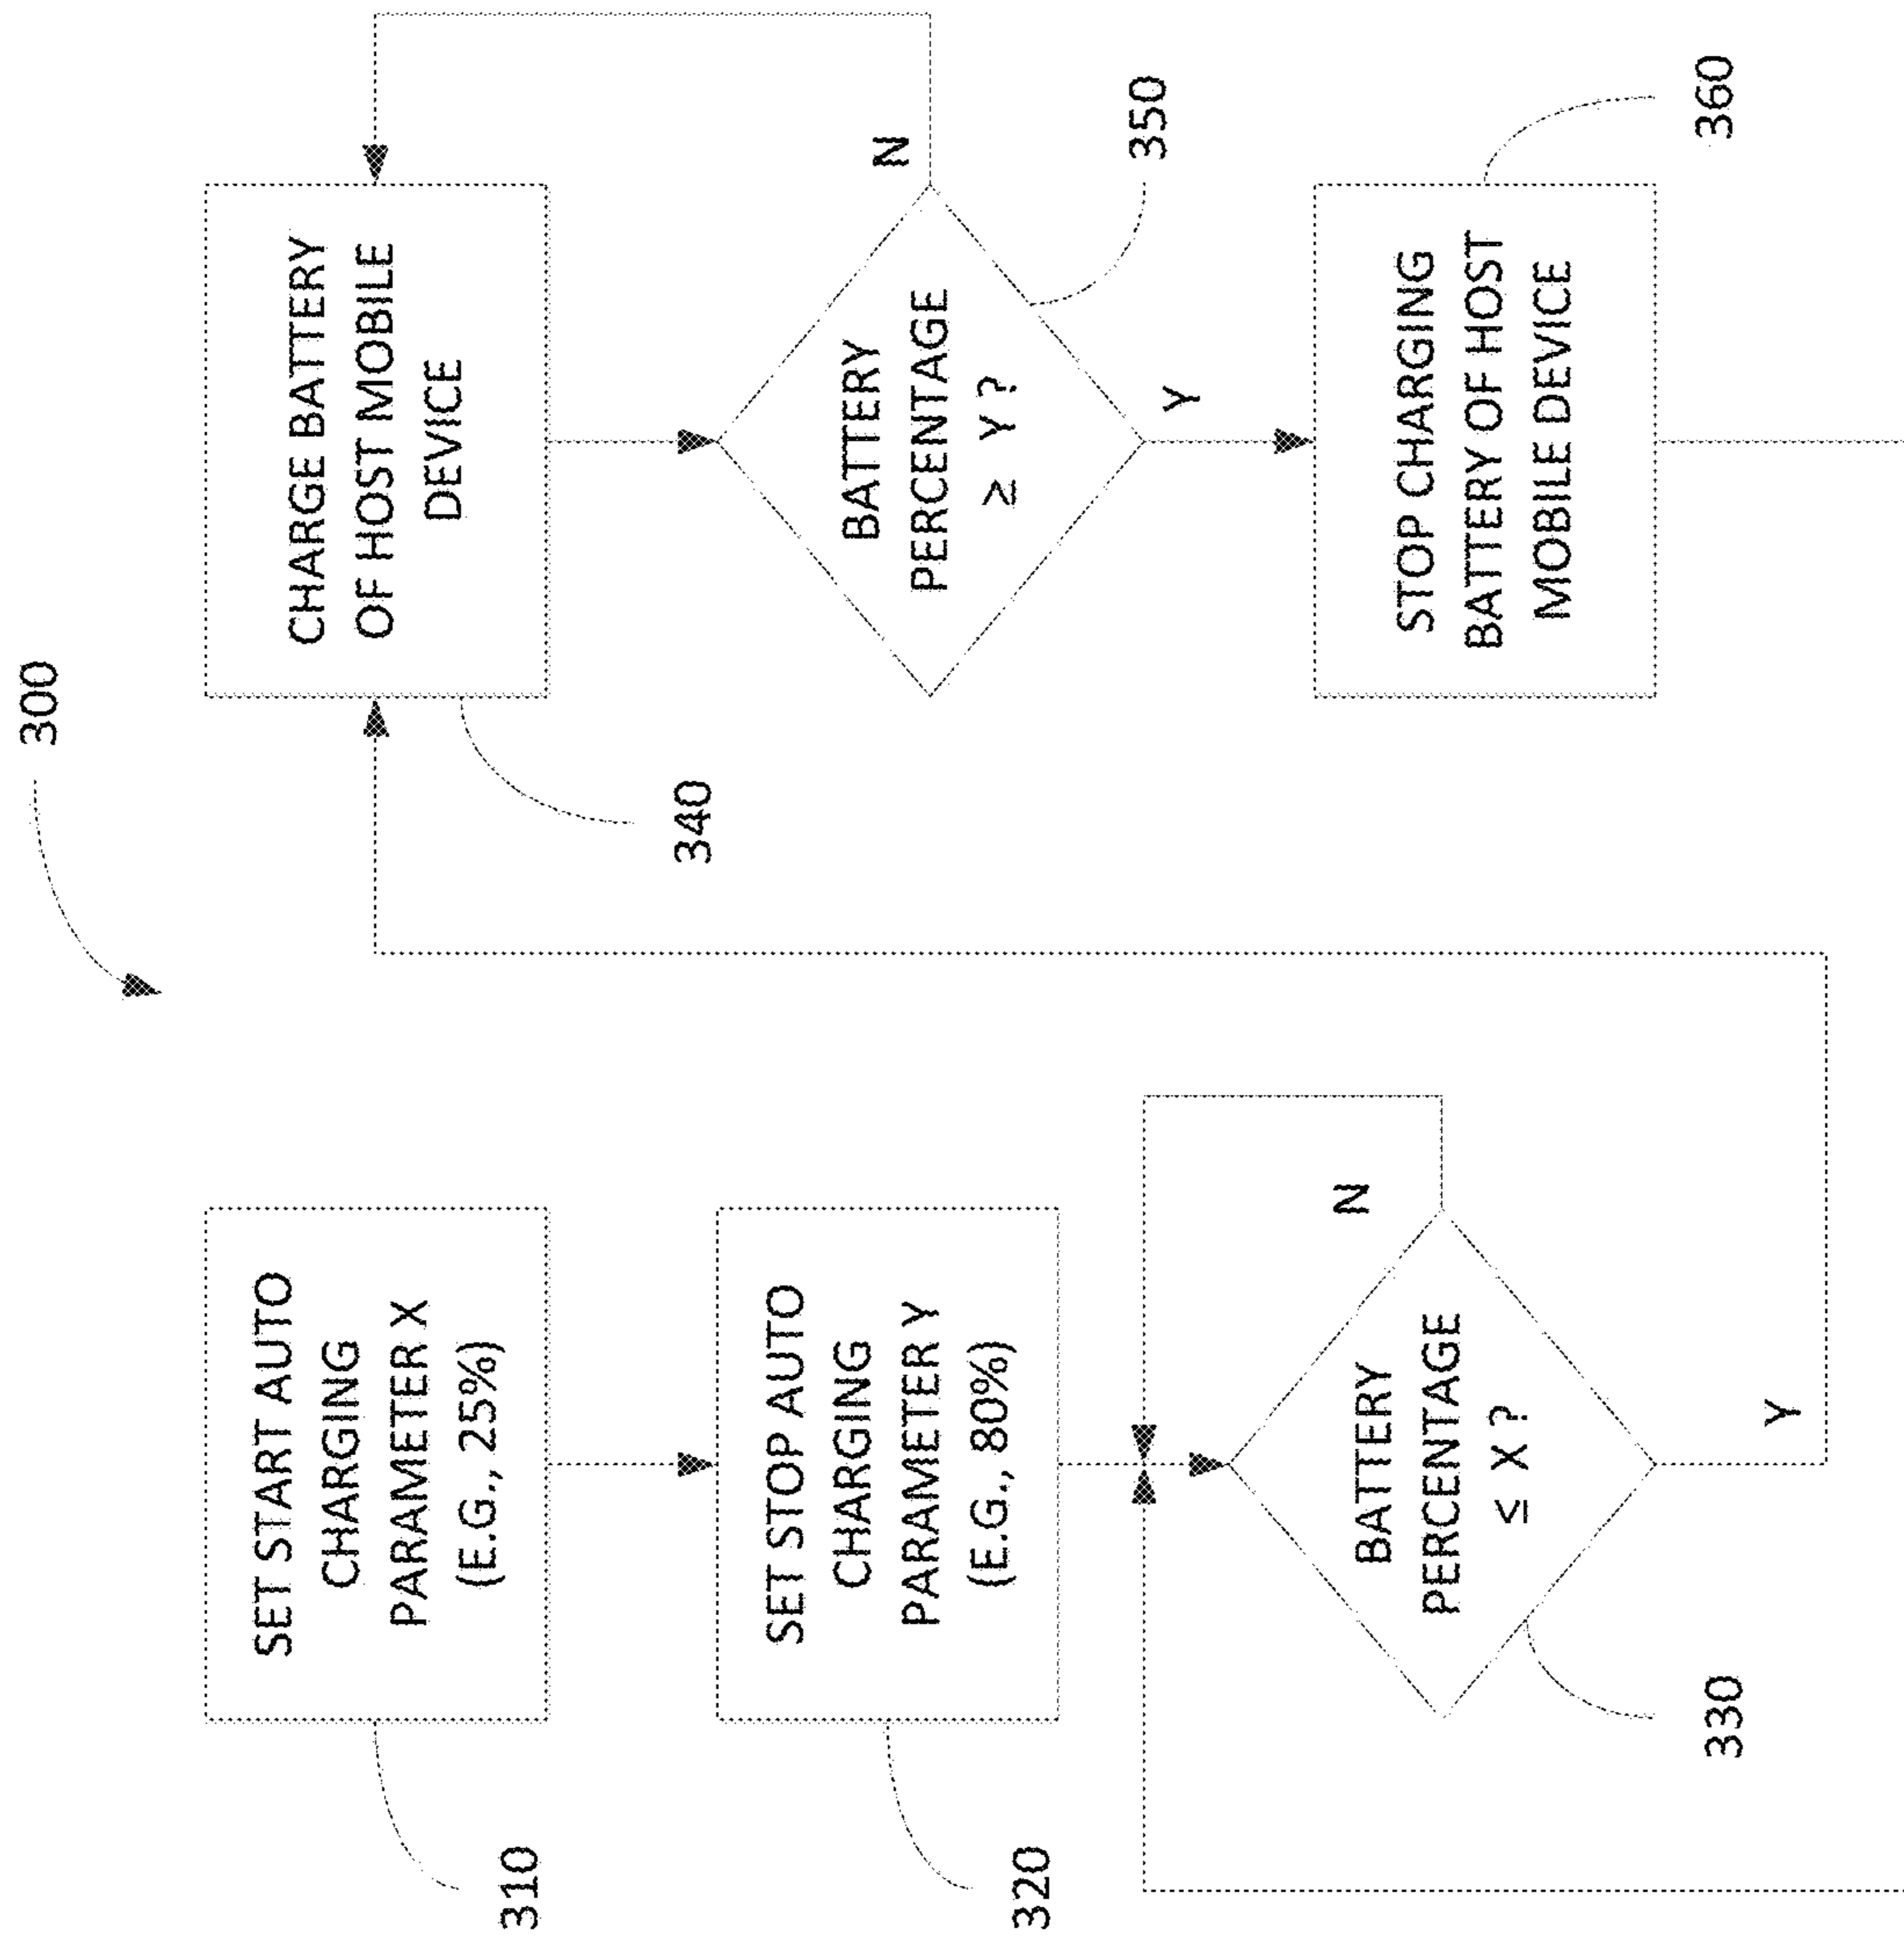 300
SET START AUTO
CHARGING
PARAMETER X
(E.G., 25%)
310
SET STOP AUTO
CHARGING
PARAMETER Y
(E.G., 80%)
320
BATTERY
PERCENTAGE
≤ X ?
N
Y
330
CHARGE BATTERY
OF HOST MOBILE
DEVICE
340
BATTERY
PERCENTAGE
≥ Y ?
N
Y
350
STOP CHARGING
BATTERY OF HOST
MOBILE DEVICE
360